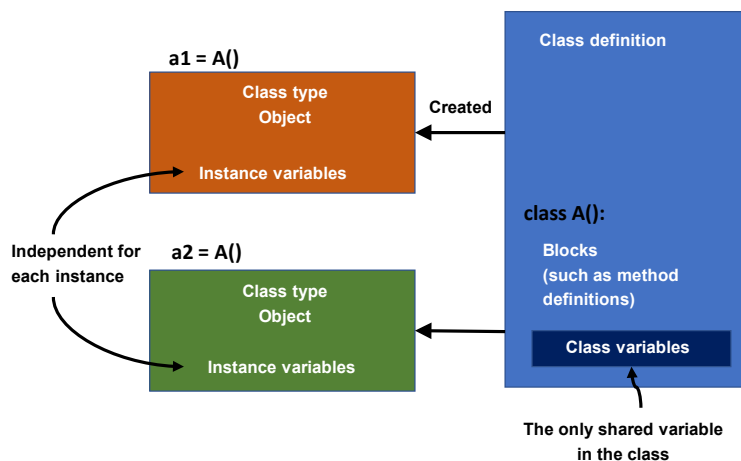 a1 = A()
Class type
Object
Instance variables
Created
Class definition
class A():
Blocks
(such as method
definitions)
Class variables
Independent for
each instance
a2 = A()
Class type
Object
Instance variables
The only shared variable
in the class